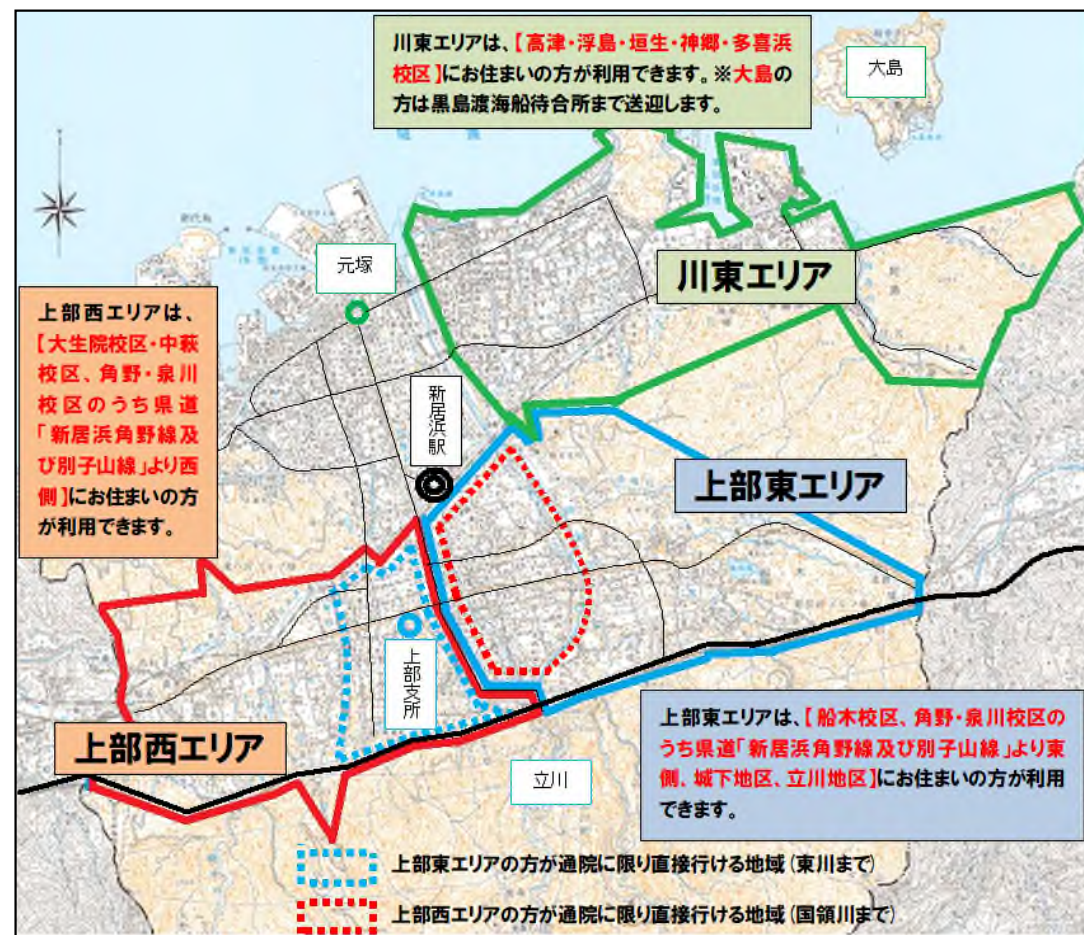 川東エリアは、【高津・浮島・垣生・神郷・多喜浜
校区】にお住まいの方が利用できます。※大島の
方は黒島渡海船待合所まで送迎します。
大島
元塚
川東エリア
上部西エリアは、
【大生院校区・中萩
校区、角野・泉川
校区のうち県道
「新居浜角野線及
び別子山線」より西
側】にお住まいの方
が利用できます。
新居浜駅
上部東エリア
上部支所
上部西エリア
立川
上部東エリアは、【船木校区、角野・泉川校区の
うち県道「新居浜角野線及び別子山線」より東
側、城下地区、立川地区】にお住まいの方が利用
できます。
上部東エリアの方が通院に限り直接行ける地域(東川まで)
上部西エリアの方が通院に限り直接行ける地域(国領川まで)